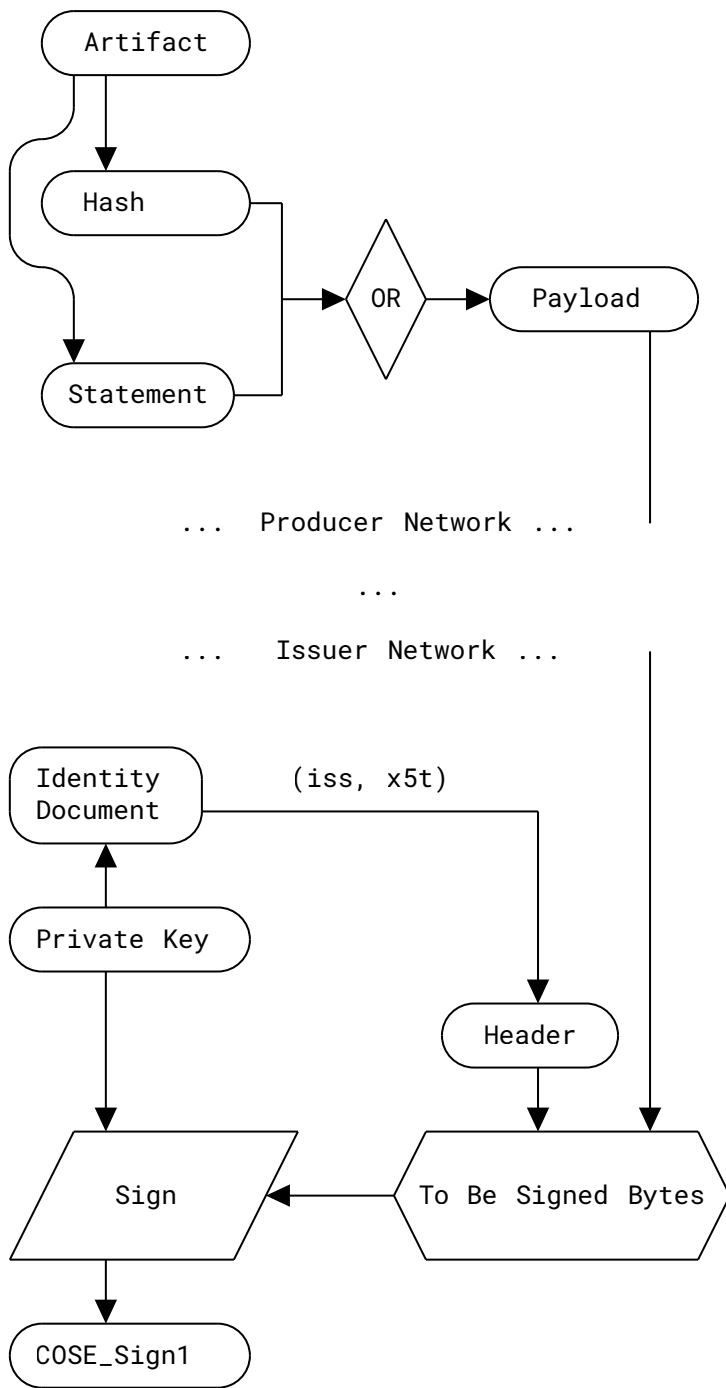 Artifact
Hash
OR
Payload
Statement
... Producer Network ...
...
... Issuer Network ...
Identity
Document
(iss, x5t)
Private Key
Header
Sign
To Be Signed Bytes
COSE_Sign1